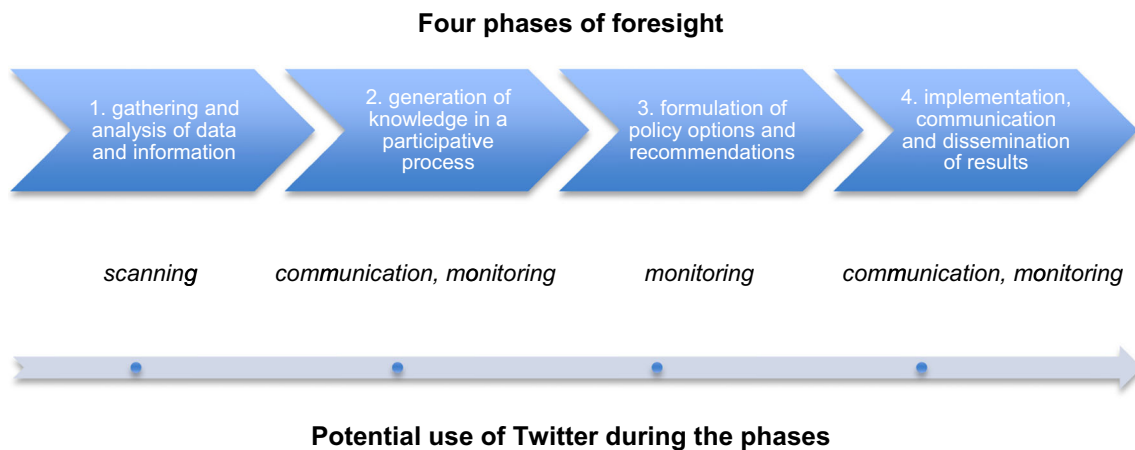 Four phases of foresight
1. gathering and
analysis of data
and information
2. generation of
knowledge in a
participative
process
3. formulation of
policy options and
recommendations
4. implementation,
communication
and dissemination
of results
scanning
communication, monitoring
monitoring
communication, monitoring
Potential use of Twitter during the phases